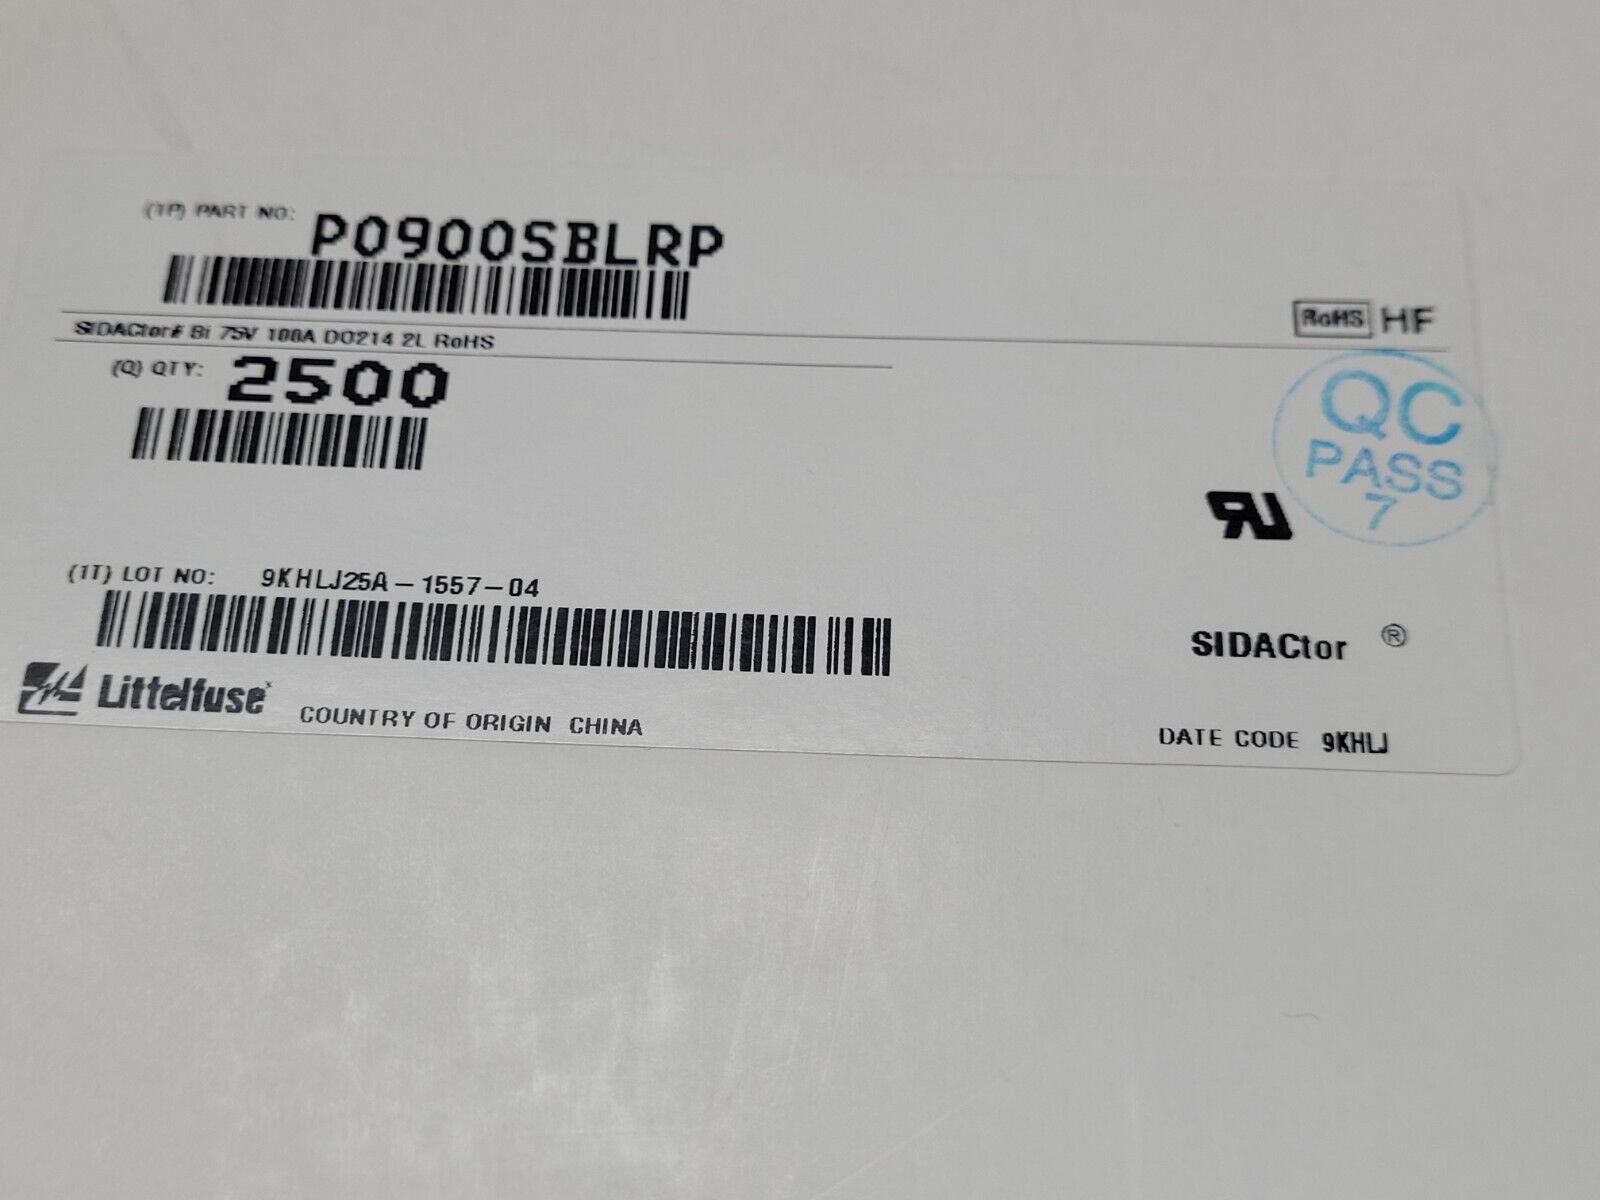 (1P) PART NO: P0900SBLRP
RoHS HF
SIDACtor# Bi 75V 100A DO214 2L RoHS
(Q) QTY: 2500
QC
PASS
7
(1T) LOT NO: 9KHLJ25A-1557-04
SIDACtor ®
Littelfuse
COUNTRY OF ORIGIN CHINA
DATE CODE 9KHLJ